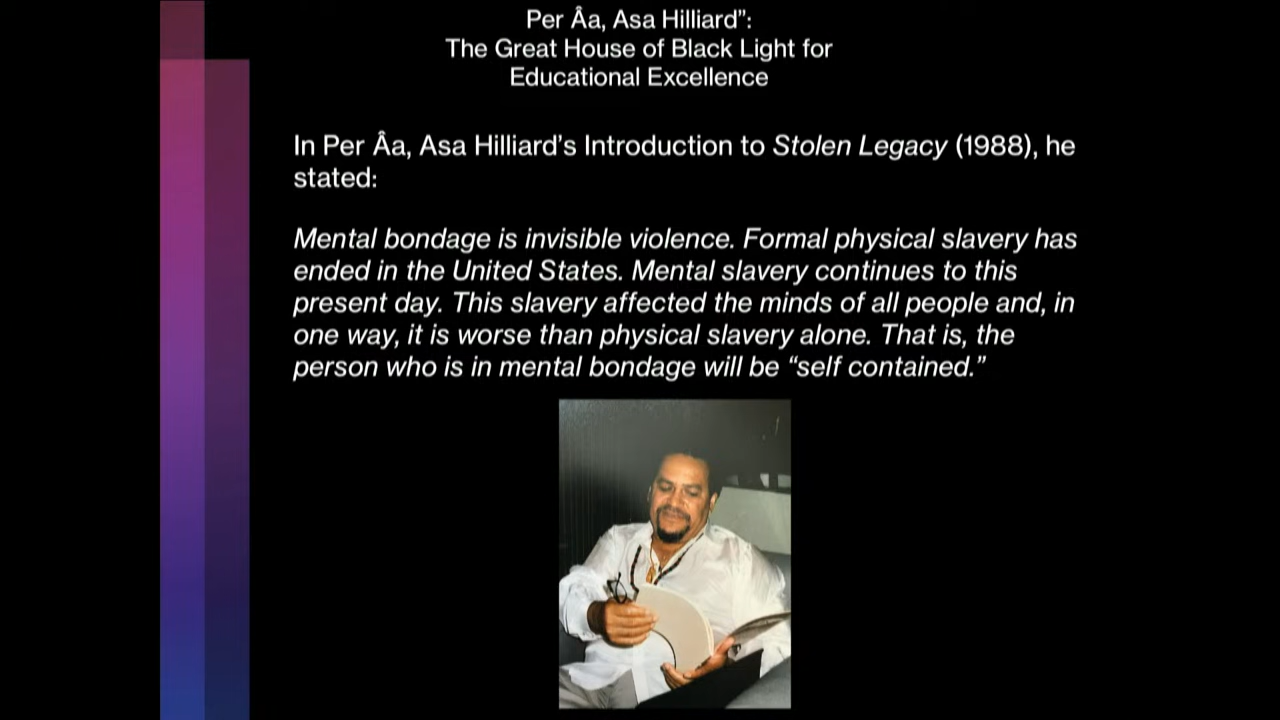 Per Âa, Asa Hilliard”:
The Great House of Black Light for
Educational Excellence
In Per Âa, Asa Hilliard’s Introduction to Stolen Legacy (1988), he
stated:
Mental bondage is invisible violence. Formal physical slavery has
ended in the United States. Mental slavery continues to this
present day. This slavery affected the minds of all people and, in
one way, it is worse than physical slavery alone. That is, the
person who is in mental bondage will be “self contained.”